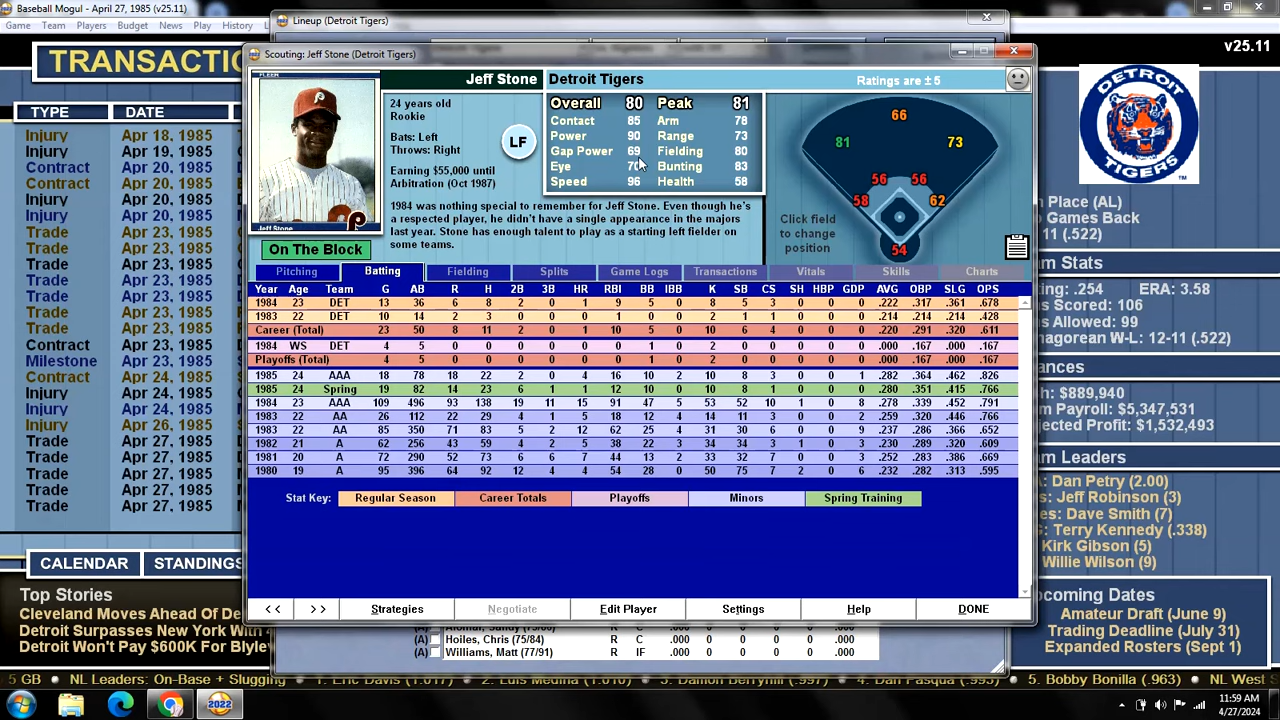 Baseball Mogul - April 27, 1985 (v25.11)
Game Team Players Budget News Play History
Lineup (Detroit Tigers)
TRANSACTIO
v25.11
Scouting: Jeff Stone (Detroit Tigers)
TYPE DATE
Injury Apr 18, 1985
Injury Apr 19, 1985
Contract Apr 20, 1985
Contract Apr 20, 1985
Injury Apr 20, 1985
Injury Apr 22, 1985
Trade Apr 23, 1985
Trade Apr 23, 1985
Trade Apr 23, 1985
Trade Apr 23, 1985
Trade Apr 23, 1985
Trade Apr 23, 1985
Contract Apr 23, 1985
Milestone Apr 23, 1985
Contract Apr 24, 1985
Injury Apr 24, 1985
Injury Apr 24, 1985
Injury Apr 26, 1985
Trade Apr 27, 1985
Trade Apr 27, 1985
Trade Apr 27, 1985
Trade Apr 27, 1985
FLEER
Jeff Stone
Jeff Stone
24 years old
Rookie
Bats: Left
Throws: Right
Earning $55,000 until
Arbitration (Oct 1987)
LF
Detroit Tigers
Overall 80 Peak 81
Contact 85 Arm 78
Power 90 Range 73
Gap Power 69 Fielding 80
Eye 70 Bunting 83
Speed 96 Health 58
Ratings are ± 5
66
81 73
56 56
58 62
54
Click field
to change
position
1984 was nothing special to remember for Jeff Stone. Even though he's
a respected player, he didn't have a single appearance in the majors
last year. Stone has enough talent to play as a starting left fielder on
some teams.
On The Block
Pitching Batting Fielding Splits Game Logs Transactions Vitals Skills Charts
Year Age Team G AB R H 2B 3B HR RBI BB IBB K SB CS SH HBP GDP AVG OBP SLG OPS
1984 23 DET 13 36 6 8 2 0 1 9 5 0 8 5 3 0 0 0 .222 .317 .361 .678
1983 22 DET 10 14 2 3 0 0 0 1 0 0 2 1 1 0 0 0 .214 .214 .214 .428
Career (Total) 23 50 8 11 2 0 1 10 5 0 10 6 4 0 0 0 .220 .291 .320 .611
1984 WS DET 4 5 0 0 0 0 0 0 1 0 2 0 0 0 0 0 .000 .167 .000 .167
Playoffs (Total) 4 5 0 0 0 0 0 0 1 0 2 0 0 0 0 0 .000 .167 .000 .167
1985 24 AAA 18 78 18 22 2 0 4 16 10 2 10 8 3 0 0 1 .282 .364 .462 .826
1985 24 Spring 19 82 14 23 6 1 1 12 10 0 10 8 1 0 0 0 .280 .351 .415 .766
1984 23 AAA 109 496 93 138 19 11 15 91 47 5 53 52 10 1 0 8 .278 .339 .452 .791
1983 22 AA 26 112 22 29 4 1 5 18 12 4 14 11 3 0 0 2 .259 .320 .446 .766
1983 22 AA 85 350 71 83 5 2 12 62 25 4 31 30 6 0 0 9 .237 .286 .366 .652
1982 21 A 62 256 43 59 4 2 5 38 22 3 34 34 3 1 0 3 .230 .289 .320 .609
1981 20 A 72 290 52 73 6 6 7 44 13 2 33 32 7 0 0 3 .252 .283 .386 .669
1980 19 A 95 396 64 92 12 4 4 54 28 0 50 75 7 2 0 6 .232 .282 .313 .595
Stat Key: Regular Season Career Totals Playoffs Minors Spring Training
<< >> Strategies Negotiate Edit Player Settings Help DONE
DETROIT
TIGERS
n Place (AL)
Games Back
11 (.522)
am Stats
ting: .254 ERA: 3.58
ns Scored: 106
ns Allowed: 99
hagorean W-L: 12-11 (.522)
ances
h: $889,940
m Payroll: $5,347,531
jected Profit: $1,532,493
am Leaders
: Dan Petry (2.00)
s: Jeff Robinson (3)
es: Dave Smith (7)
G: Terry Kennedy (.338)
Kirk Gibson (5)
Willie Wilson (9)
CALENDAR STANDINGS
Top Stories
Cleveland Moves Ahead Of De
Detroit Surpasses New York With
Detroit Won't Pay $600K For Blylev
(A) Hoiles, Chris (75/84) R C .000 0 0 0 .000
(A) Williams, Matt (77/91) R IF .000 0 0 0 .000
pcoming Dates
Amateur Draft (June 9)
Trading Deadline (July 31)
Expanded Rosters (Sept 1)
5 GB NL Leaders: On-Base + Slugging 1. Eric Davis (1.017) 2. Luis Medina (1.010) 3. Damon Berryhill (.997) 4. Dan Pasqua (.995) 5. Bobby Bonilla (.963) NL West S
2022
11:59 AM
4/27/2024